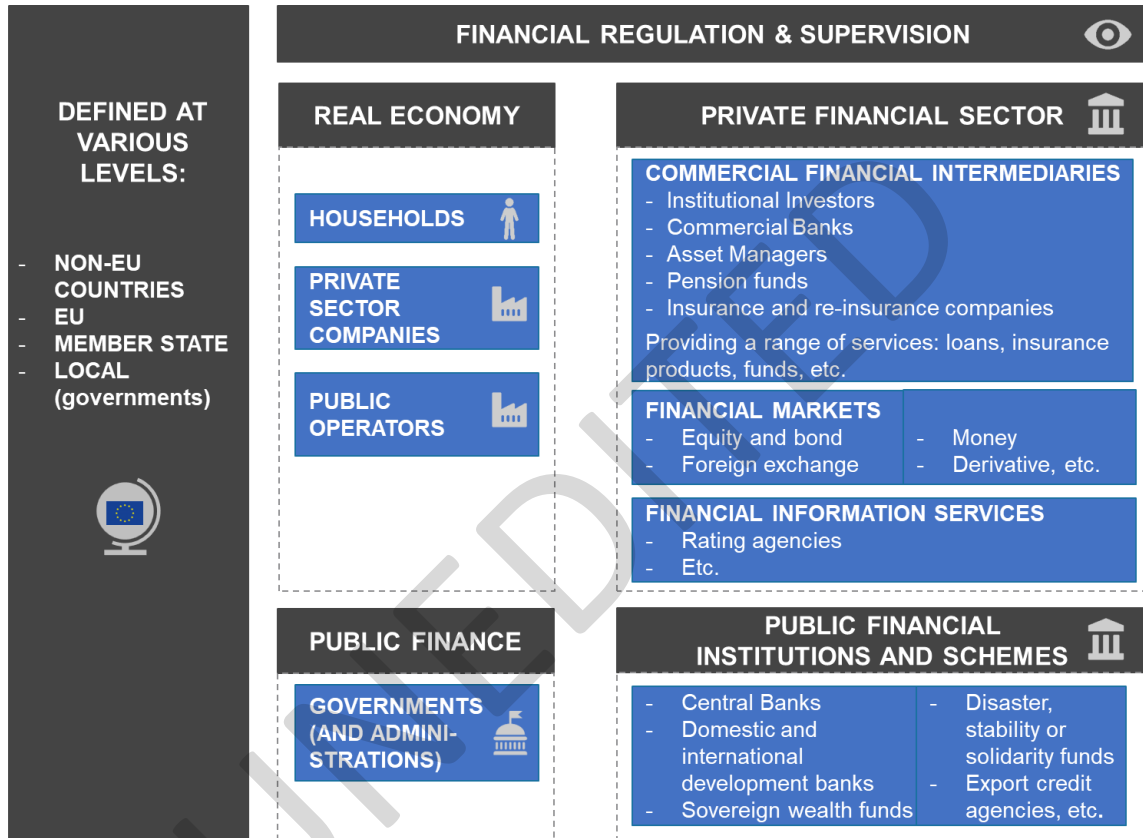 FINANCIAL REGULATION & SUPERVISION
DEFINED AT
VARIOUS
LEVELS:
- NON-EU
COUNTRIES
- EU
- MEMBER STATE
- LOCAL
(governments)
REAL ECONOMY
HOUSEHOLDS
PRIVATE
SECTOR
COMPANIES
PUBLIC
OPERATORS
PRIVATE FINANCIAL SECTOR
COMMERCIAL FINANCIAL INTERMEDIARIES
- Institutional Investors
- Commercial Banks
- Asset Managers
- Pension funds
- Insurance and re-insurance companies
Providing a range of services: loans, insurance
products, funds, etc.
FINANCIAL MARKETS
- Equity and bond
- Foreign exchange
- Money
- Derivative, etc.
FINANCIAL INFORMATION SERVICES
- Rating agencies
- Etc.
PUBLIC FINANCE
GOVERNMENTS
(AND ADMINI-
STRATIONS)
PUBLIC FINANCIAL
INSTITUTIONS AND SCHEMES
- Central Banks
- Domestic and
international
development banks
- Sovereign wealth funds
- Disaster,
stability or
solidarity funds
- Export credit
agencies, etc.
UNEDITED